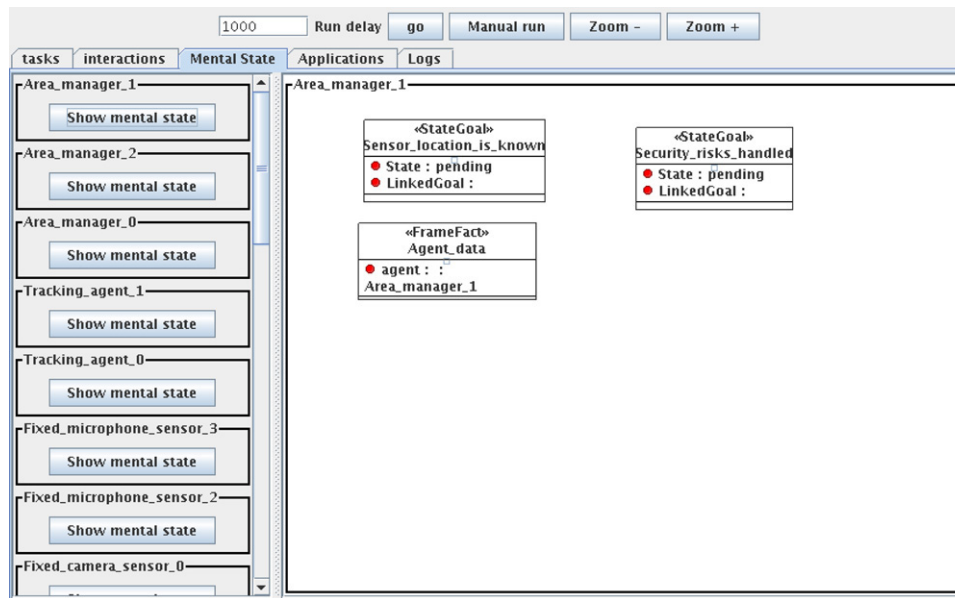 1000 Run delay go Manual run Zoom - Zoom +
tasks interactions Mental State Applications Logs
Area_manager_1
Show mental state
Area_manager_2
Show mental state
Area_manager_0
Show mental state
Tracking_agent_1
Show mental state
Tracking_agent_0
Show mental state
Fixed_microphone_sensor_3
Show mental state
Fixed_microphone_sensor_2
Show mental state
Fixed_camera_sensor_0
Area_manager_1
«StateGoal»
Sensor_location_is_known
State : pending
LinkedGoal :
«StateGoal»
Security_risks_handled
State : pending
LinkedGoal :
«FrameFact»
Agent_data
agent : :
Area_manager_1